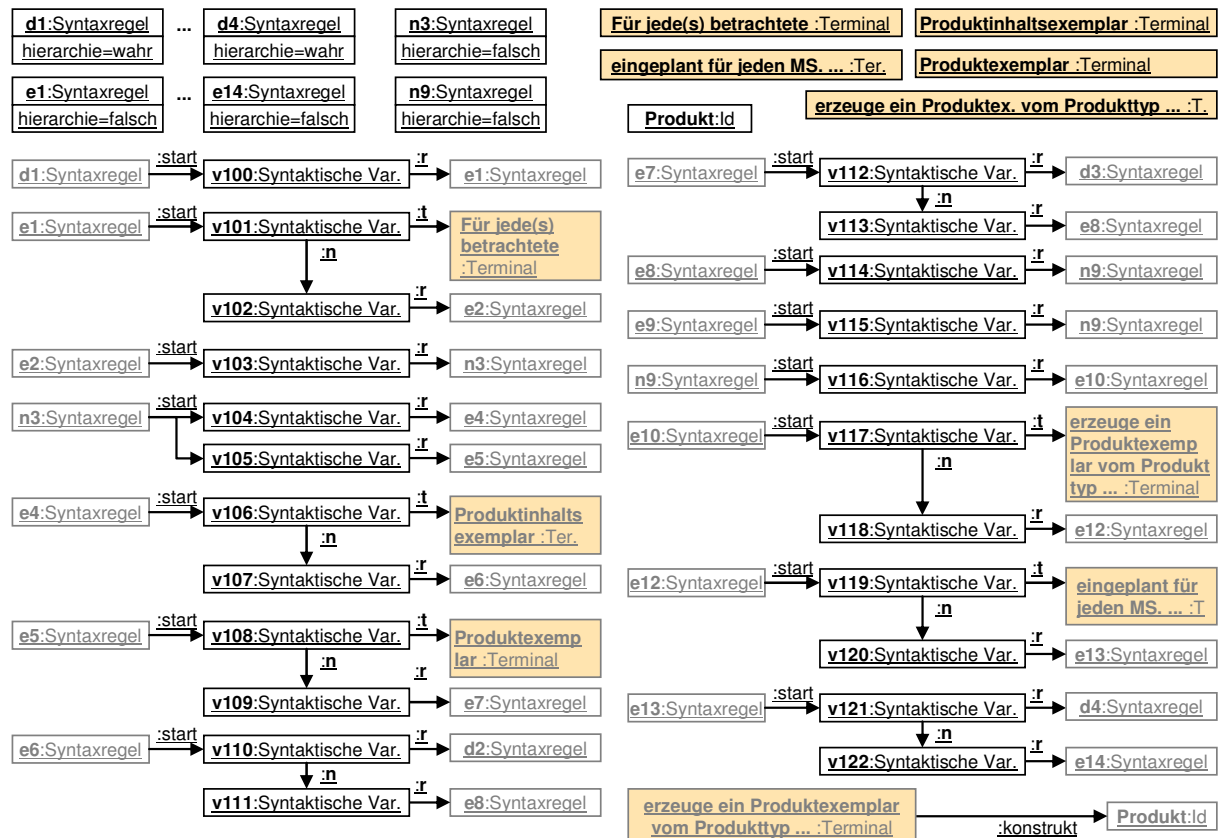 d1:Syntaxregel
hierarchie=wahr
...
d4:Syntaxregel
hierarchie=wahr
n3:Syntaxregel
hierarchie=falsch
e1:Syntaxregel
hierarchie=falsch
...
e14:Syntaxregel
hierarchie=falsch
n9:Syntaxregel
hierarchie=falsch
Für jede(s) betrachtete :Terminal
Produktinhaltsexemplar :Terminal
eingeplant für jeden MS. ... :Ter.
Produktexemplar :Terminal
erzeuge ein Produktex. vom Produkttyp ... :T.
Produkt:Id
d1:Syntaxregel
:start
v100:Syntaktische Var.
:r
e1:Syntaxregel
e1:Syntaxregel
:start
v101:Syntaktische Var.
:t
Für jede(s)
betrachtete
:Terminal
:n
v102:Syntaktische Var.
:r
e2:Syntaxregel
e2:Syntaxregel
:start
v103:Syntaktische Var.
:r
n3:Syntaxregel
n3:Syntaxregel
:start
v104:Syntaktische Var.
:r
e4:Syntaxregel
v105:Syntaktische Var.
:r
e5:Syntaxregel
e4:Syntaxregel
:start
v106:Syntaktische Var.
:t
Produktinhalts
exemplar :Ter.
:n
v107:Syntaktische Var.
:r
e6:Syntaxregel
e5:Syntaxregel
:start
v108:Syntaktische Var.
:t
Produktexemp
lar :Terminal
:n
v109:Syntaktische Var.
:r
e7:Syntaxregel
e6:Syntaxregel
:start
v110:Syntaktische Var.
:r
d2:Syntaxregel
:n
v111:Syntaktische Var.
:r
e8:Syntaxregel
e7:Syntaxregel
:start
v112:Syntaktische Var.
:r
d3:Syntaxregel
:n
v113:Syntaktische Var.
:r
e8:Syntaxregel
e8:Syntaxregel
:start
v114:Syntaktische Var.
:r
n9:Syntaxregel
e9:Syntaxregel
:start
v115:Syntaktische Var.
:r
n9:Syntaxregel
n9:Syntaxregel
:start
v116:Syntaktische Var.
:r
e10:Syntaxregel
e10:Syntaxregel
:start
v117:Syntaktische Var.
:t
erzeuge ein
Produktexemp
lar vom Produkt
typ ... :Terminal
:n
v118:Syntaktische Var.
:r
e12:Syntaxregel
e12:Syntaxregel
:start
v119:Syntaktische Var.
:t
eingeplant für
jeden MS. ... :T
:n
v120:Syntaktische Var.
:r
e13:Syntaxregel
e13:Syntaxregel
:start
v121:Syntaktische Var.
:r
d4:Syntaxregel
:n
v122:Syntaktische Var.
:r
e14:Syntaxregel
erzeuge ein Produktexemplar
vom Produkttyp ... :Terminal
:konstrukt
Produkt:Id